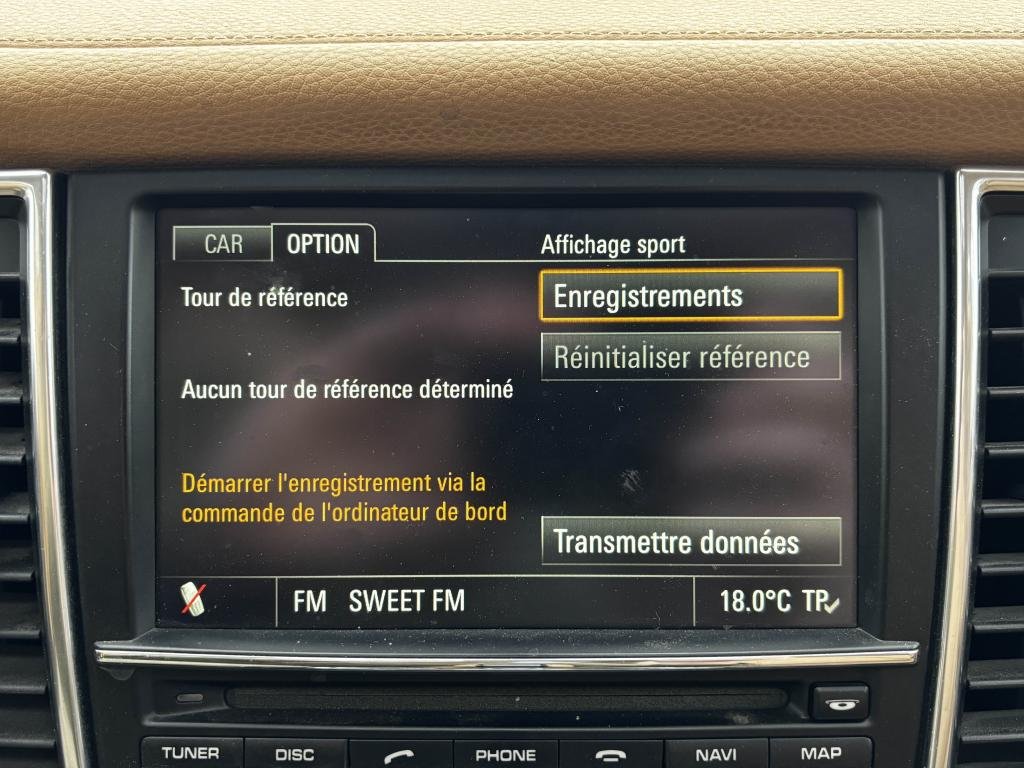 CAR OPTION Affichage sport
Tour de référence
Enregistrements
Réinitialiser référence
Aucun tour de référence déterminé
Démarrer l'enregistrement via la
commande de l'ordinateur de bord
Transmettre données
FM SWEET FM 18.0°C TP
TUNER DISC PHONE NAVI MAP